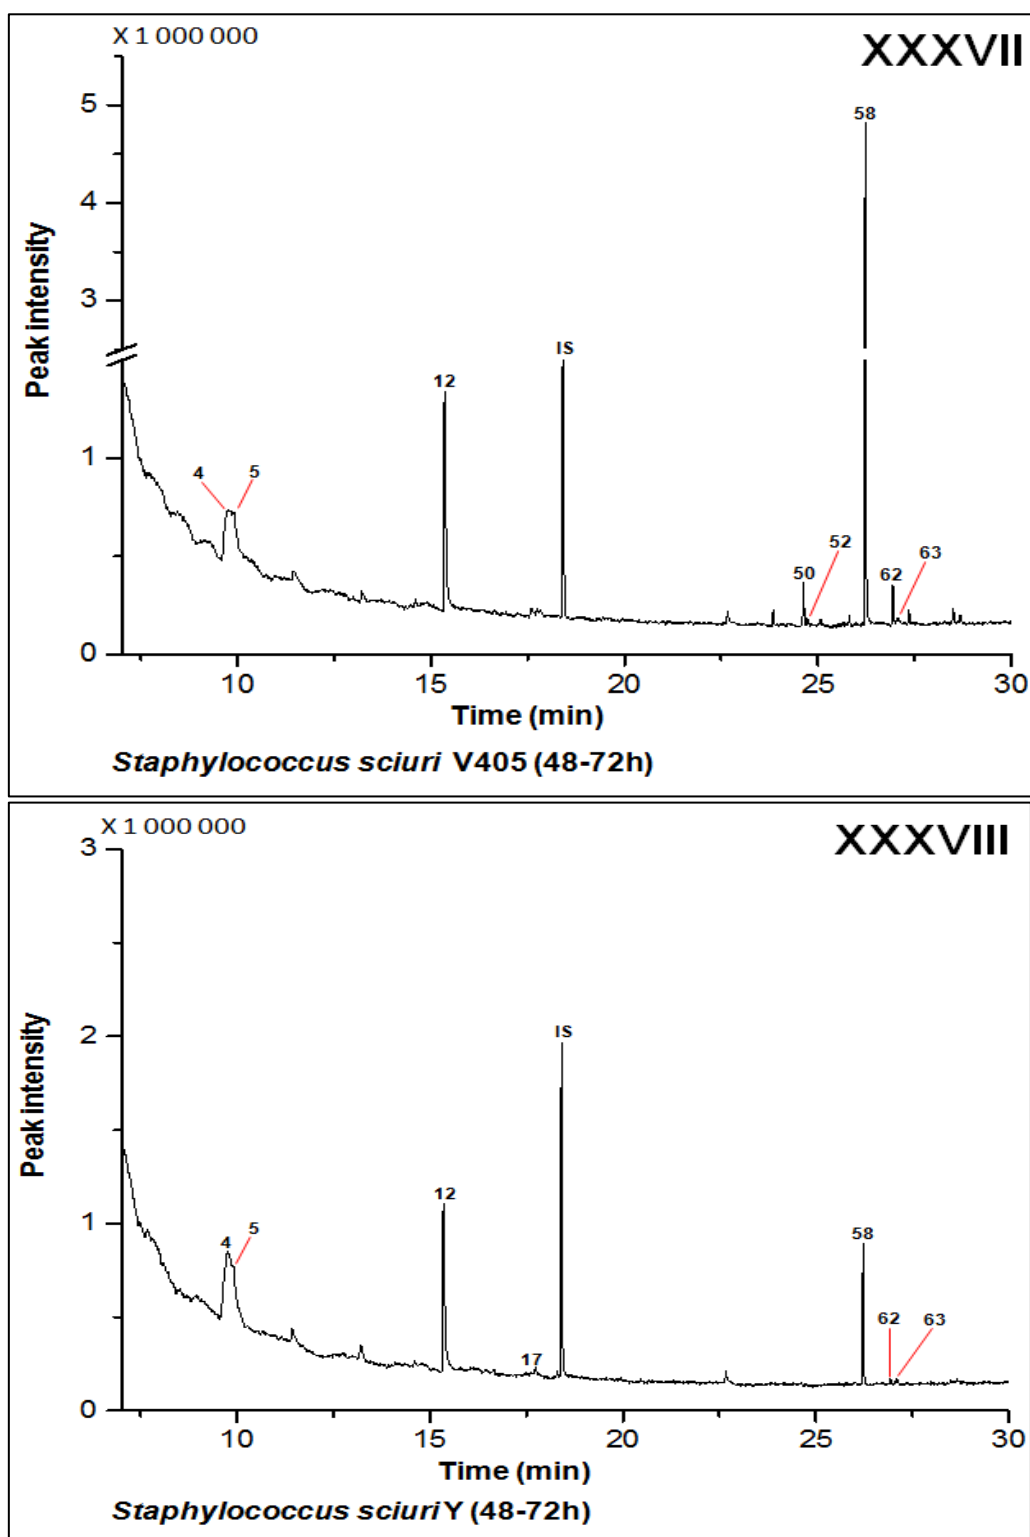 X 1 000 000
XXXVII
5
4
3
1
0
Peak intensity
4
5
12
IS
50
52
58
62
63
10
15
20
25
30
Time (min)
Staphylococcus sciuri V405 (48-72h)
X 1 000 000
XXXVIII
3
2
1
0
Peak intensity
4
5
12
17
IS
58
62
63
10
15
20
25
30
Time (min)
Staphylococcus sciuri Y (48-72h)